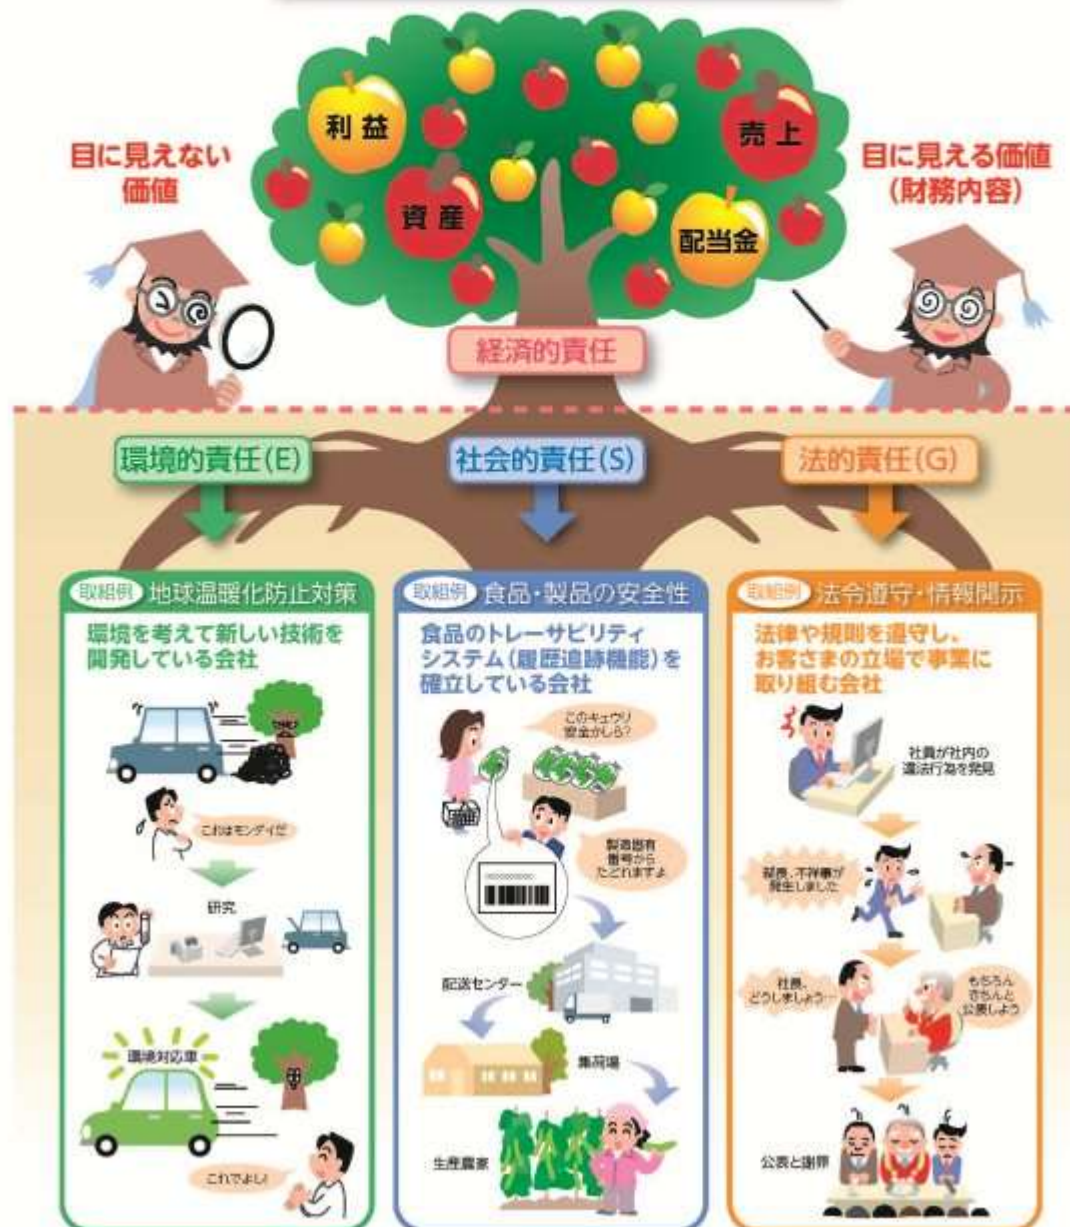 利益
売上
資産
配当金
目に見えない
価値
目に見える価値
(財務内容)
経済的責任
環境的責任(E)
社会的責任(S)
法的責任(G)
取組例 地球温暖化防止対策
環境を考えて新しい技術を
開発している会社
これはモンダイだ
研究
環境対応車
これでよし!
取組例 食品・製品の安全性
食品のトレーサビリティ
システム(履歴追跡機能)を
確立している会社
このキュウリ
安全かしら?
製造固有
番号から
たどれますよ
配送センター
集荷場
生産農家
取組例 法令遵守・情報開示
法律や規則を遵守し、
お客さまの立場で事業に
取り組む会社
社員が社内の
違法行為を発見
部長、不祥事が
発生しました
社長、
どうしましょう…
もちろん
きちんと
公表しよう
公表と謝罪